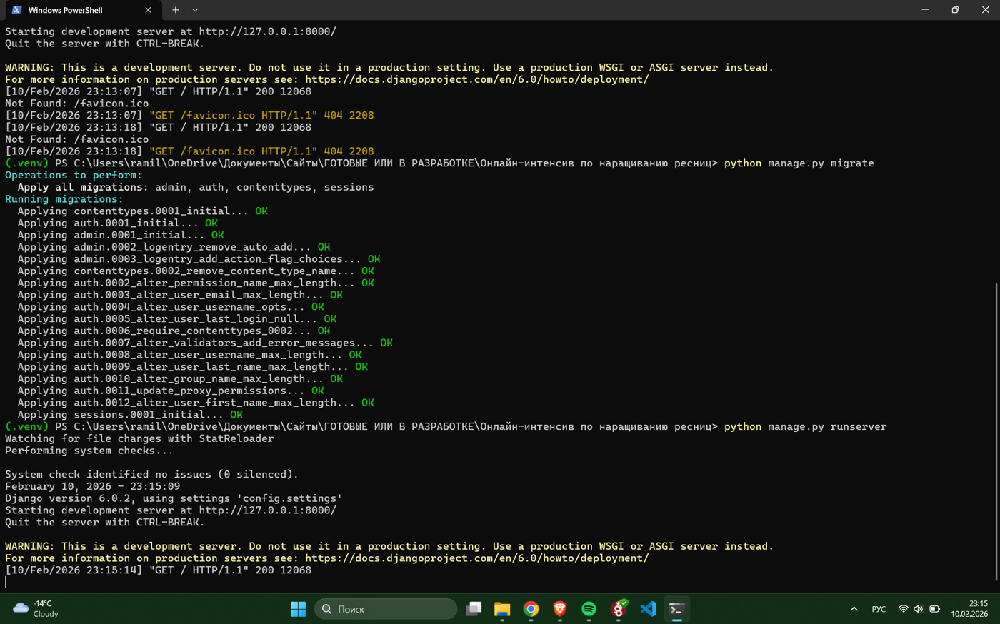 Windows PowerShell
Starting development server at http://127.0.0.1:8000/
Quit the server with CTRL-BREAK.
WARNING: This is a development server. Do not use it in a production setting. Use a production WSGI or ASGI server instead.
For more information on production servers see: https://docs.djangoproject.com/en/6.0/howto/deployment/
[10/Feb/2026 23:13:07] "GET / HTTP/1.1" 200 12068
Not Found: /favicon.ico
[10/Feb/2026 23:13:07] "GET /favicon.ico HTTP/1.1" 404 2208
[10/Feb/2026 23:13:18] "GET / HTTP/1.1" 200 12068
Not Found: /favicon.ico
[10/Feb/2026 23:13:18] "GET /favicon.ico HTTP/1.1" 404 2208
(.venv) PS C:\Users\ramil\OneDrive\Документы\Сайты\ГОТОВЫЕ ИЛИ В РАЗРАБОТКЕ\Онлайн-интенсив по наращиванию ресниц> python manage.py migrate
Operations to perform:
  Apply all migrations: admin, auth, contenttypes, sessions
Running migrations:
  Applying contenttypes.0001_initial... OK
  Applying auth.0001_initial... OK
  Applying admin.0001_initial... OK
  Applying admin.0002_logentry_remove_auto_add... OK
  Applying admin.0003_logentry_add_action_flag_choices... OK
  Applying contenttypes.0002_remove_content_type_name... OK
  Applying auth.0002_alter_permission_name_max_length... OK
  Applying auth.0003_alter_user_email_max_length... OK
  Applying auth.0004_alter_user_username_opts... OK
  Applying auth.0005_alter_user_last_login_null... OK
  Applying auth.0006_require_contenttypes_0002... OK
  Applying auth.0007_alter_validators_add_error_messages... OK
  Applying auth.0008_alter_user_username_max_length... OK
  Applying auth.0009_alter_user_last_name_max_length... OK
  Applying auth.0010_alter_group_name_max_length... OK
  Applying auth.0011_update_proxy_permissions... OK
  Applying auth.0012_alter_user_first_name_max_length... OK
  Applying sessions.0001_initial... OK
(.venv) PS C:\Users\ramil\OneDrive\Документы\Сайты\ГОТОВЫЕ ИЛИ В РАЗРАБОТКЕ\Онлайн-интенсив по наращиванию ресниц> python manage.py runserver
Watching for file changes with StatReloader
Performing system checks...
System check identified no issues (0 silenced).
February 10, 2026 - 23:15:09
Django version 6.0.2, using settings 'config.settings'
Starting development server at http://127.0.0.1:8000/
Quit the server with CTRL-BREAK.
WARNING: This is a development server. Do not use it in a production setting. Use a production WSGI or ASGI server instead.
For more information on production servers see: https://docs.djangoproject.com/en/6.0/howto/deployment/
[10/Feb/2026 23:15:14] "GET / HTTP/1.1" 200 12068
-14°C
Cloudy
Поиск
РУС
23:15
10.02.2026